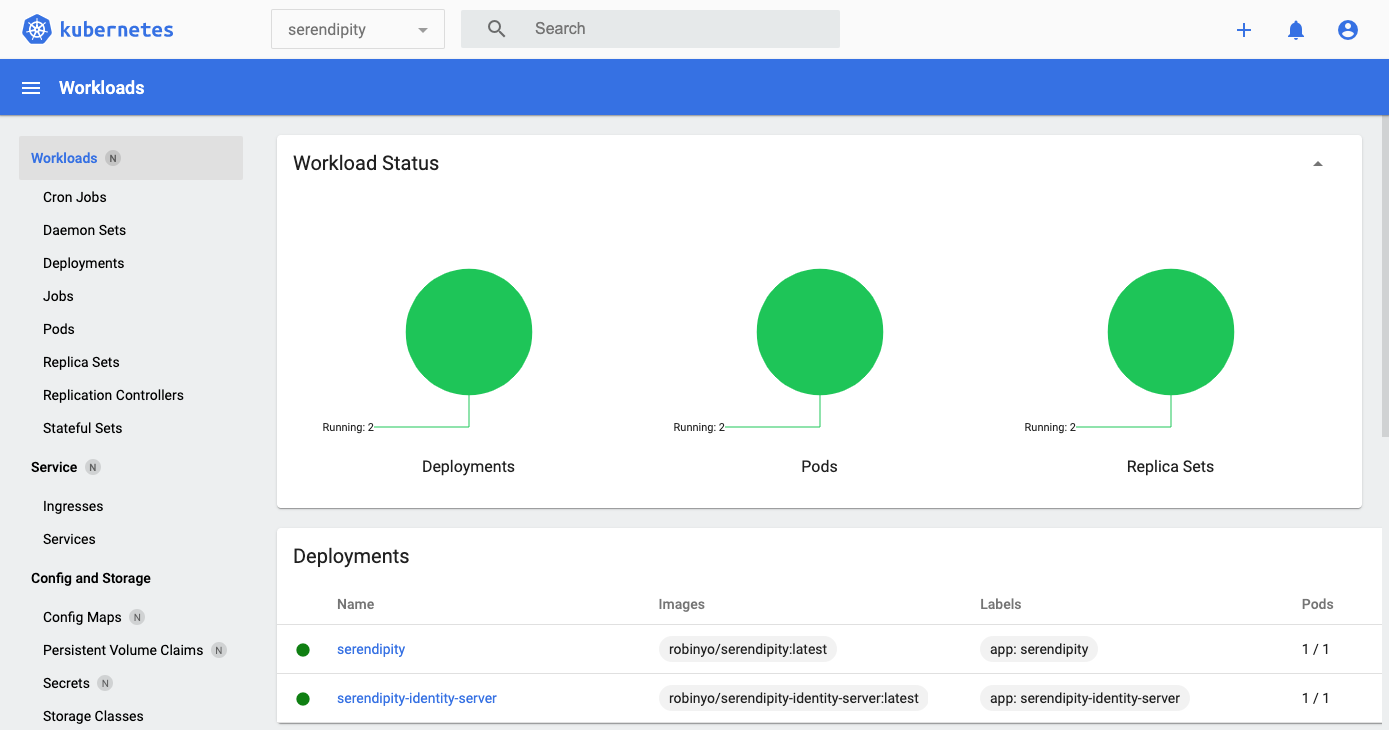 kubernetes
serendipity
Search
Workloads
Workloads N
Cron Jobs
Daemon Sets
Deployments
Jobs
Pods
Replica Sets
Replication Controllers
Stateful Sets
Service N
Ingresses
Services
Config and Storage
Config Maps N
Persistent Volume Claims N
Secrets N
Storage Classes
Workload Status
Running: 2
Deployments
Running: 2
Pods
Running: 2
Replica Sets
Deployments
Name Images Labels Pods
serendipity robinyo/serendipity:latest app: serendipity 1 / 1
serendipity-identity-server robinyo/serendipity-identity-server:latest app: serendipity-identity-server 1 / 1